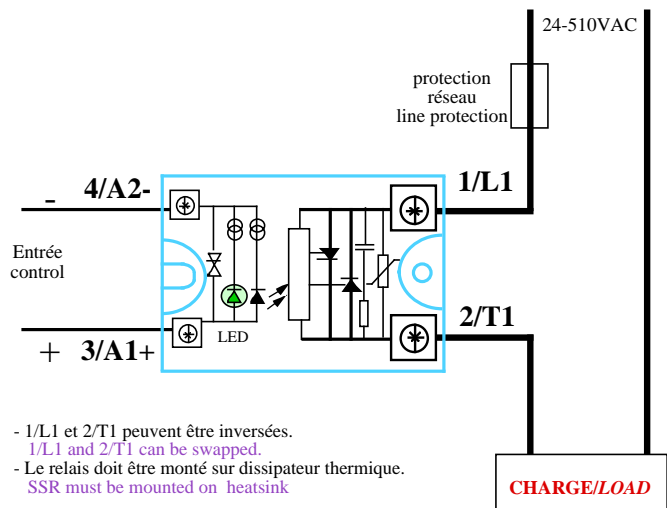 24-510VAC
protection
réseau
line protection
1/L1
4/A2-
-
Entrée
control
LED
2/T1
+ 3/A1+
- 1/L1 et 2/T1 peuvent être inversées.
1/L1 and 2/T1 can be swapped.
- Le relais doit être monté sur dissipateur thermique.
SSR must be mounted on heatsink
CHARGE/LOAD